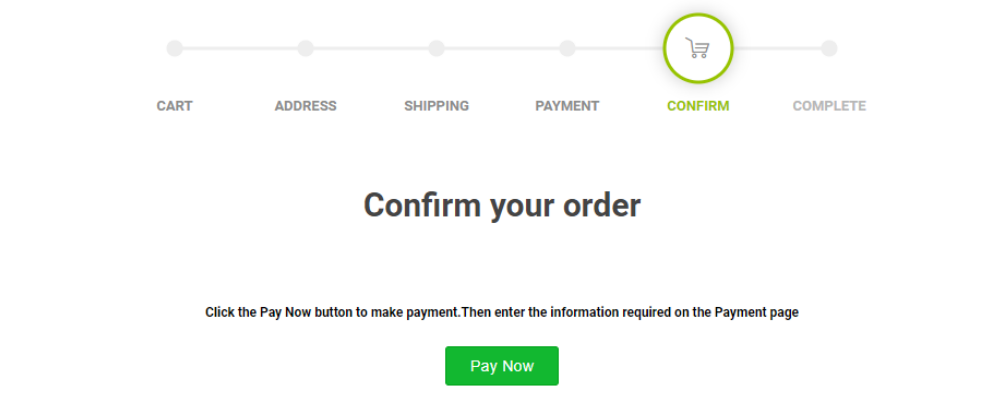 CART ADDRESS SHIPPING PAYMENT CONFIRM COMPLETE
Confirm your order
Click the Pay Now button to make payment.Then enter the information required on the Payment page
Pay Now